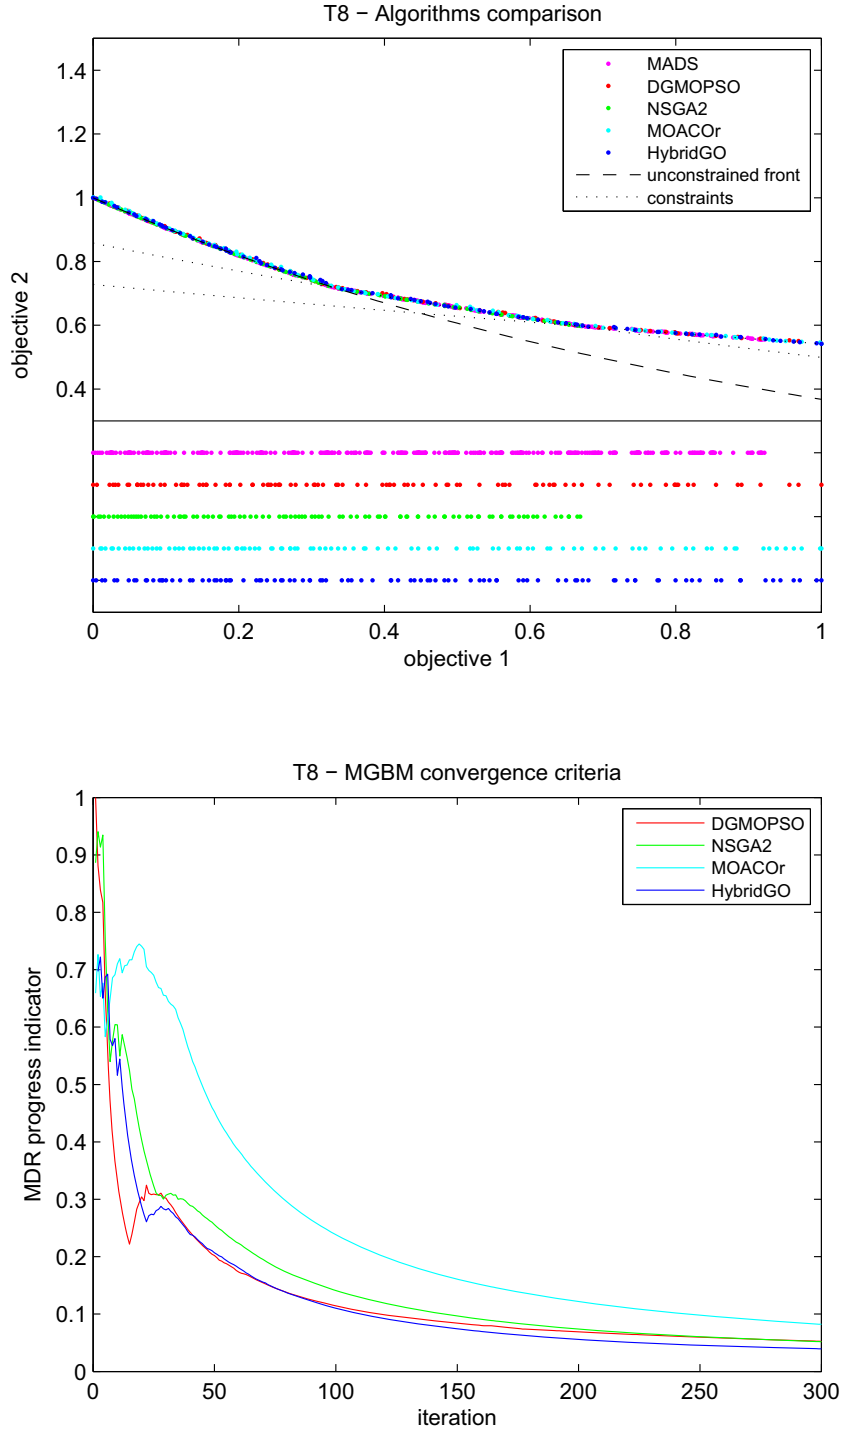 T8 − Algorithms comparison
1.4
1.2
1
0.8
0.6
0.4
objective 2
MADS
DGMOPSO
NSGA2
MOACOr
HybridGO
unconstrained front
constraints
0 0.2 0.4 0.6 0.8 1
objective 1
T8 − MGBM convergence criteria
1
0.9
0.8
0.7
0.6
0.5
0.4
0.3
0.2
0.1
0
MDR progress indicator
DGMOPSO
NSGA2
MOACOr
HybridGO
0 50 100 150 200 250 300
iteration